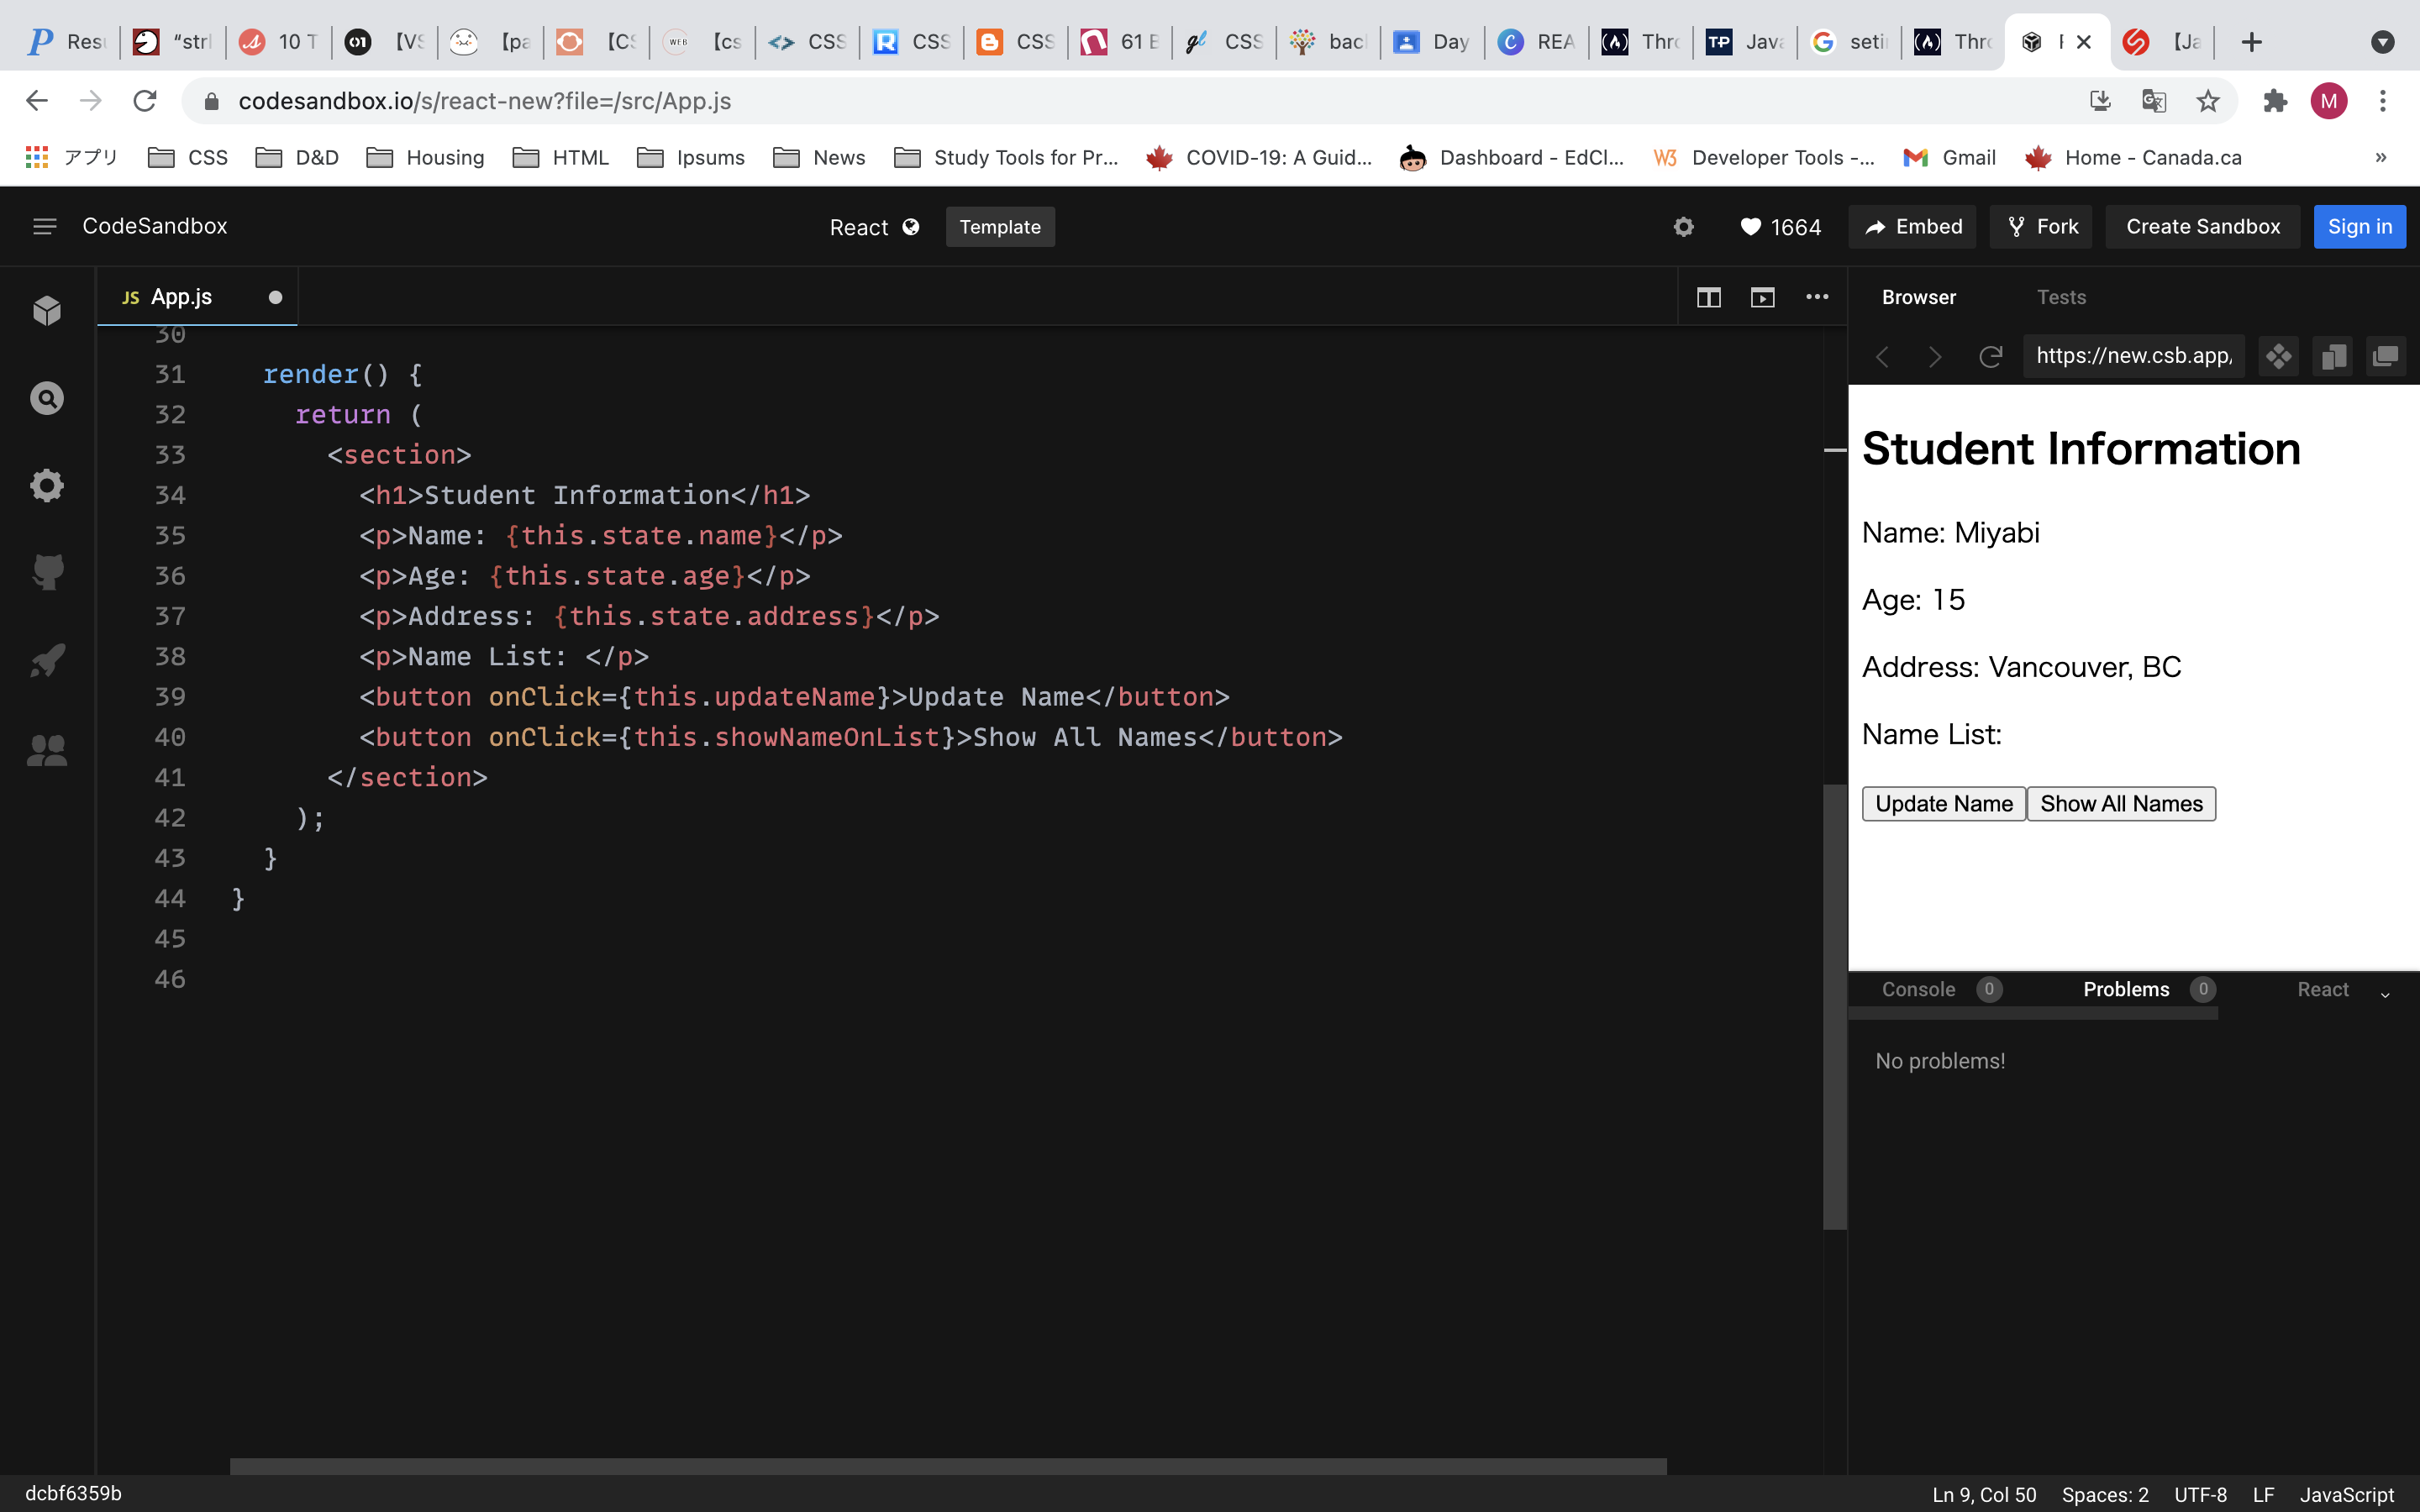 Resu “strl 10 T 【VS 【pa 【CS 【cs CSS CSS CSS 61 E CSS bacl Day REA Thro Java setin Thro 【Ja
codesandbox.io/s/react-new?file=/src/App.js M
アプリ CSS D&D Housing HTML Ipsums News Study Tools for Pr... COVID-19: A Guid... Dashboard - EdCl... Developer Tools -... Gmail Home - Canada.ca »
CodeSandbox React Template 1664 Embed Fork Create Sandbox Sign in
JS App.js
30
31 render() {
32 return (
33 <section>
34 <h1>Student Information</h1>
35 <p>Name: {this.state.name}</p>
36 <p>Age: {this.state.age}</p>
37 <p>Address: {this.state.address}</p>
38 <p>Name List: </p>
39 <button onClick={this.updateName}>Update Name</button>
40 <button onClick={this.showNameOnList}>Show All Names</button>
41 </section>
42 );
43 }
44 }
45
46
Browser Tests
https://new.csb.app/
Student Information
Name: Miyabi
Age: 15
Address: Vancouver, BC
Name List:
Update Name Show All Names
Console 0 Problems 0 React
No problems!
dcbf6359b Ln 9, Col 50 Spaces: 2 UTF-8 LF JavaScript